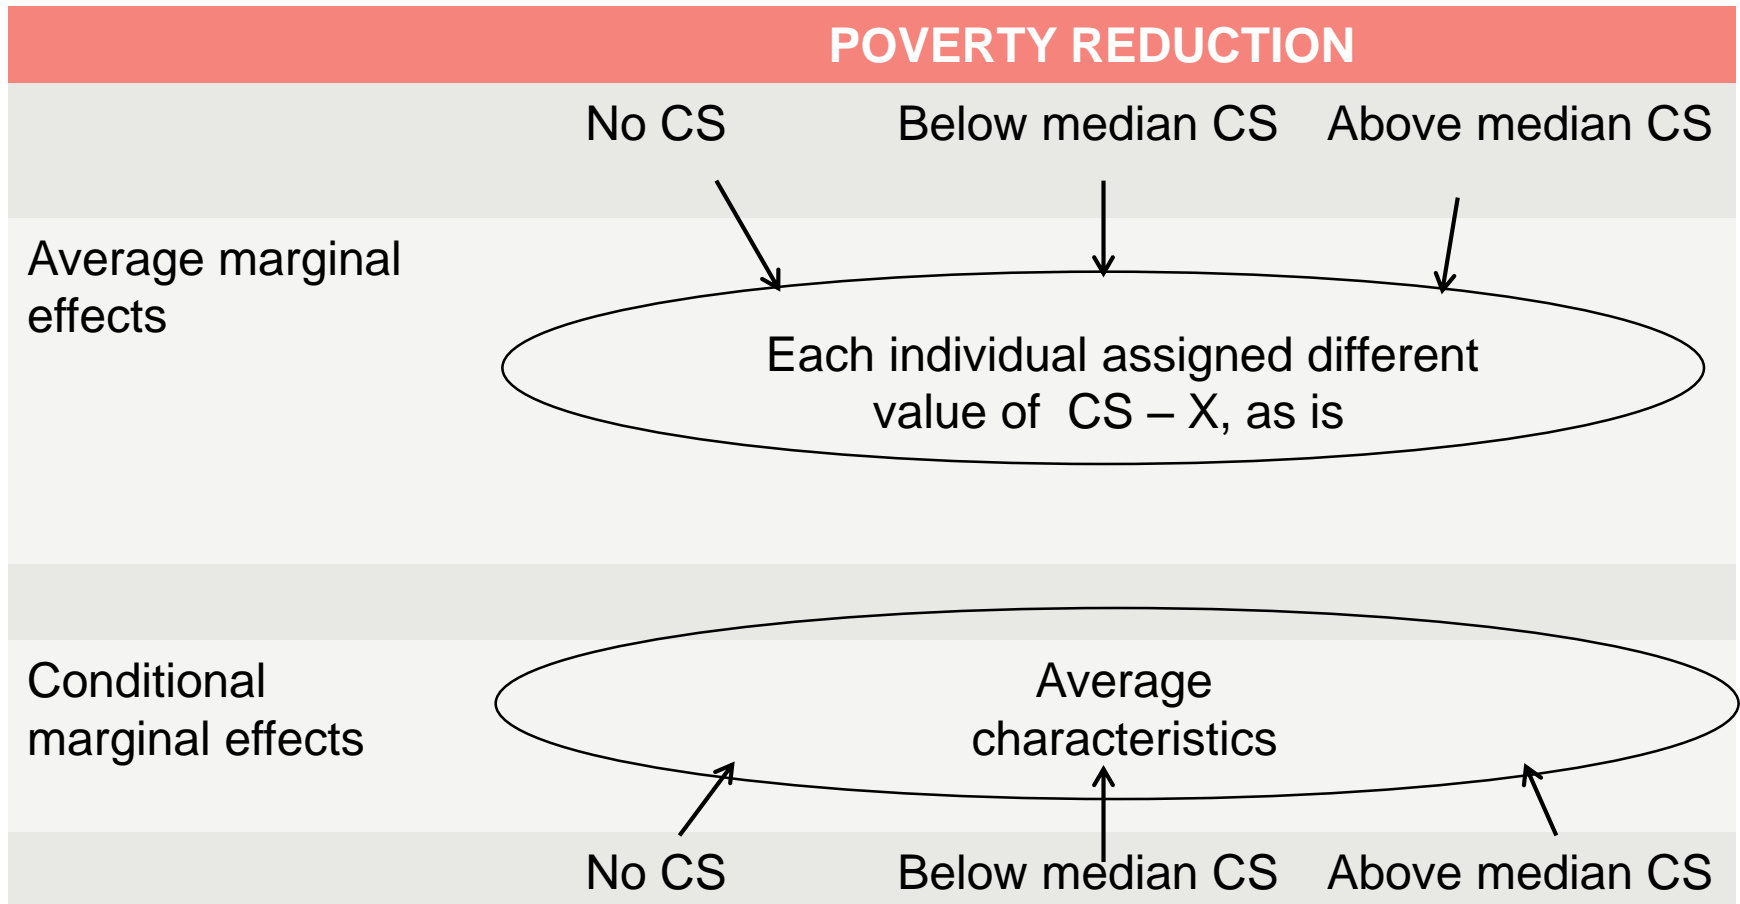 POVERTY REDUCTION
No CS Below median CS Above median CS
Average marginal
effects
Each individual assigned different
value of CS – X, as is
Conditional
marginal effects
Average
characteristics
No CS Below median CS Above median CS